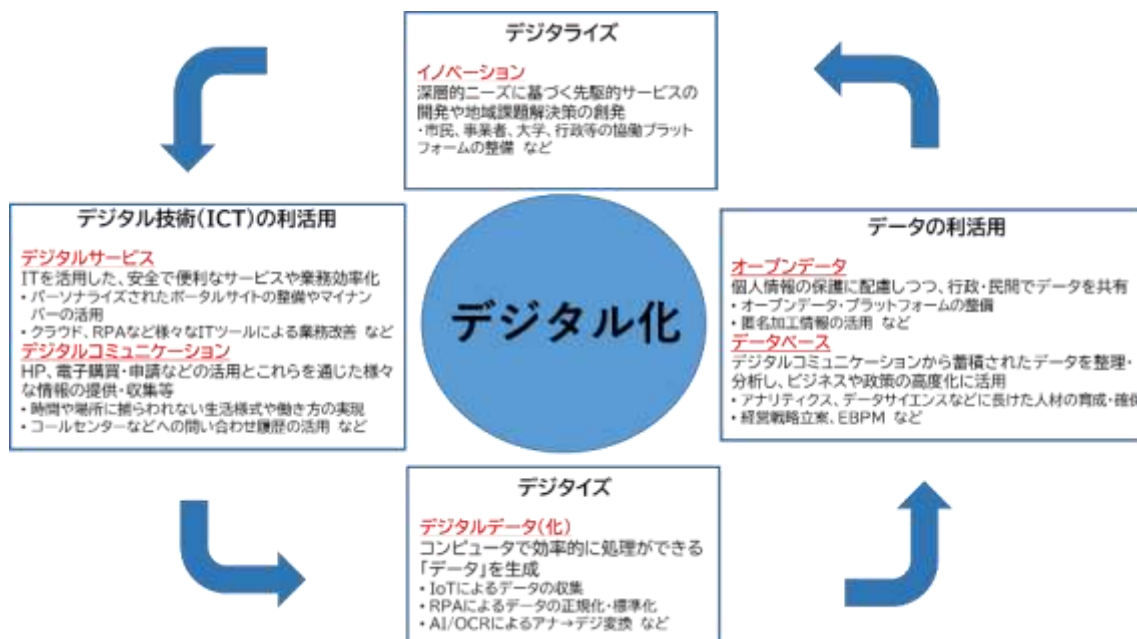 デジタライズ
イノベーション
深層的ニーズに基づく先駆的サービスの
開発や地域課題解決策の創発
・市民、事業者、大学、行政等の協働プラット
フォームの整備 など
デジタル技術(ICT)の利活用
デジタルサービス
ITを活用した、安全で便利なサービスや業務効率化
・パーソナライズされたポータルサイトの整備やマイナン
バーの活用
・クラウド、RPAなど様々なITツールによる業務改善 など
デジタルコミュニケーション
HP、電子購買・申請などの活用とこれらを通じた様々
な情報の提供・収集等
・時間や場所に捕らわれない生活様式や働き方の実現
・コールセンターなどへの問い合わせ履歴の活用 など
デジタル化
データの利活用
オープンデータ
個人情報の保護に配慮しつつ、行政・民間でデータを共有
・オープンデータ・プラットフォームの整備
・匿名加工情報の活用 など
データベース
デジタルコミュニケーションから蓄積されたデータを整理・
分析し、ビジネスや政策の高度化に活用
・アナリティクス、データサイエンスなどに長けた人材の育成・確保
・経営戦略立案、EBPM など
デジタイズ
デジタルデータ(化)
コンピュータで効率的に処理ができる
「データ」を生成
・IoTによるデータの収集
・RPAによるデータの正規化・標準化
・AI/OCRによるアナ→デジ変換 など